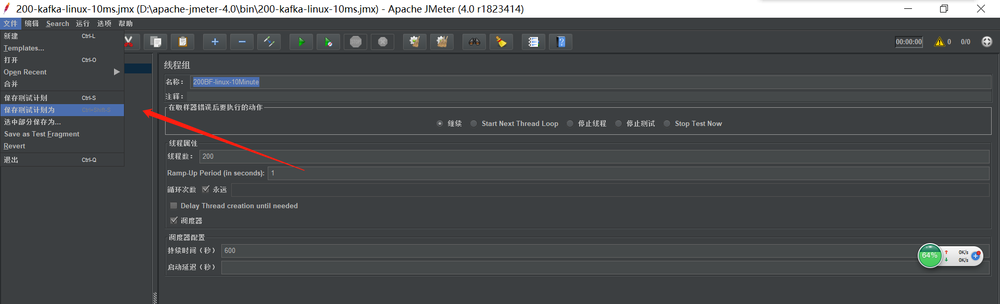 200-kafka-linux-10ms.jmx (D:\apache-jmeter-4.0\bin\200-kafka-linux-10ms.jmx) - Apache JMeter (4.0 r1823414)
文件 编辑 Search 运行 选项 帮助
新建 Ctrl-L
Templates...
打开 Ctrl-O
Open Recent
合并
保存测试计划 Ctrl-S
保存测试计划为 Ctrl+Shift-S
选中部分保存为...
Save as Test Fragment
Revert
退出 Ctrl-Q
STOP
00:00:00 0 0/0
线程组
名称： 200BF-linux-10Minute
注释：
在取样器错误后要执行的动作
继续 Start Next Thread Loop 停止线程 停止测试 Stop Test Now
线程属性
线程数： 200
Ramp-Up Period (in seconds): 1
循环次数 永远
Delay Thread creation until needed
调度器
调度器配置
持续时间（秒） 600
启动延迟（秒）
64% 0K/s
0K/s